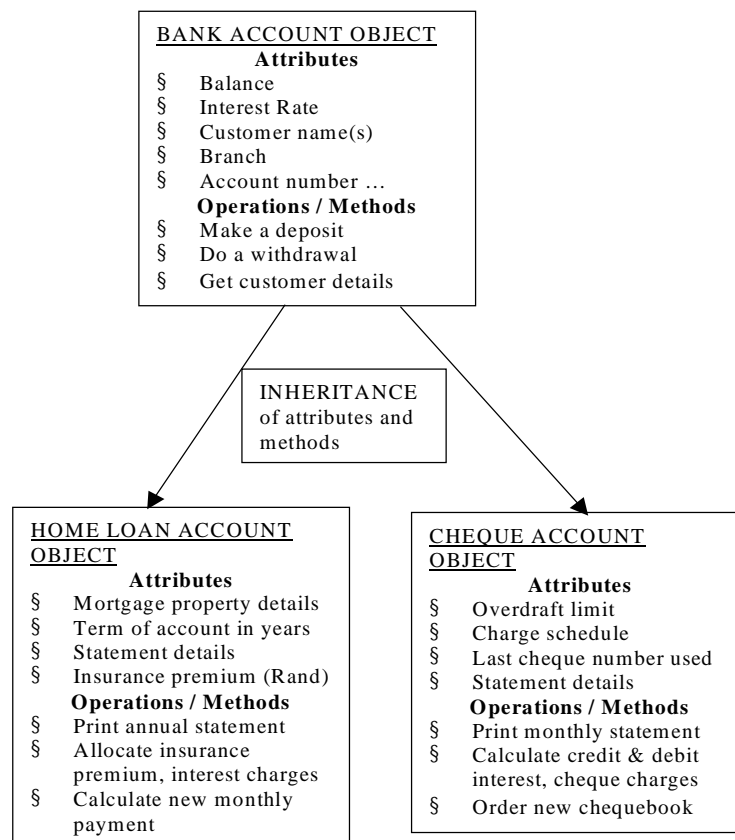 BANK ACCOUNT OBJECT
Attributes
§ Balance
§ Interest Rate
§ Customer name(s)
§ Branch
§ Account number …
Operations / Methods
§ Make a deposit
§ Do a withdrawal
§ Get customer details
INHERITANCE
of attributes and
methods
HOME LOAN ACCOUNT
OBJECT
Attributes
§ Mortgage property details
§ Term of account in years
§ Statement details
§ Insurance premium (Rand)
Operations / Methods
§ Print annual statement
§ Allocate insurance
premium, interest charges
§ Calculate new monthly
payment
CHEQUE ACCOUNT
OBJECT
Attributes
§ Overdraft limit
§ Charge schedule
§ Last cheque number used
§ Statement details
Operations / Methods
§ Print monthly statement
§ Calculate credit & debit
interest, cheque charges
§ Order new chequebook